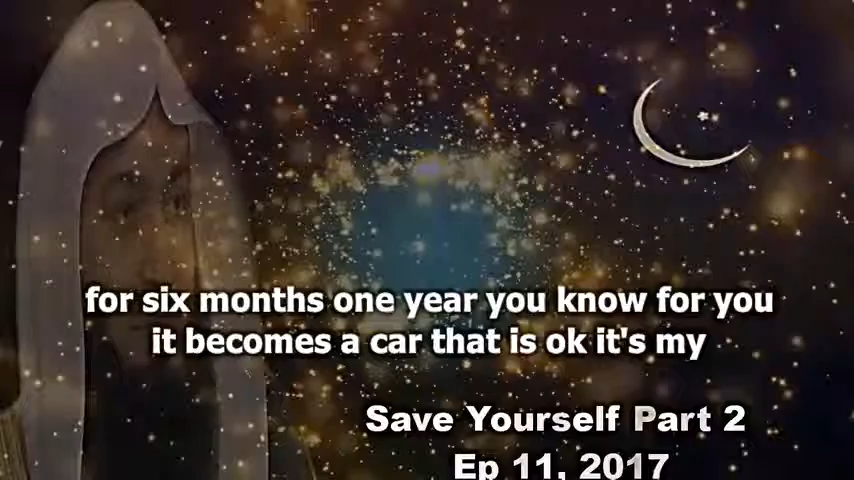 for six months one year you know for you
it becomes a car that is ok it's my
Save Yourself Part 2
Ep 11, 2017